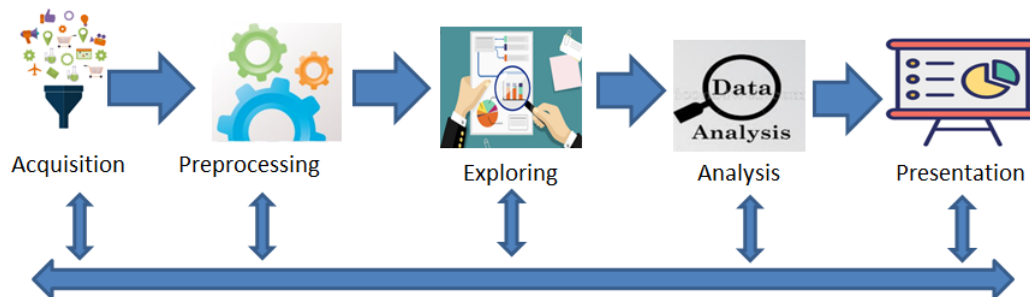 Data
Analysis
Acquisition
Preprocessing
Exploring
Analysis
Presentation